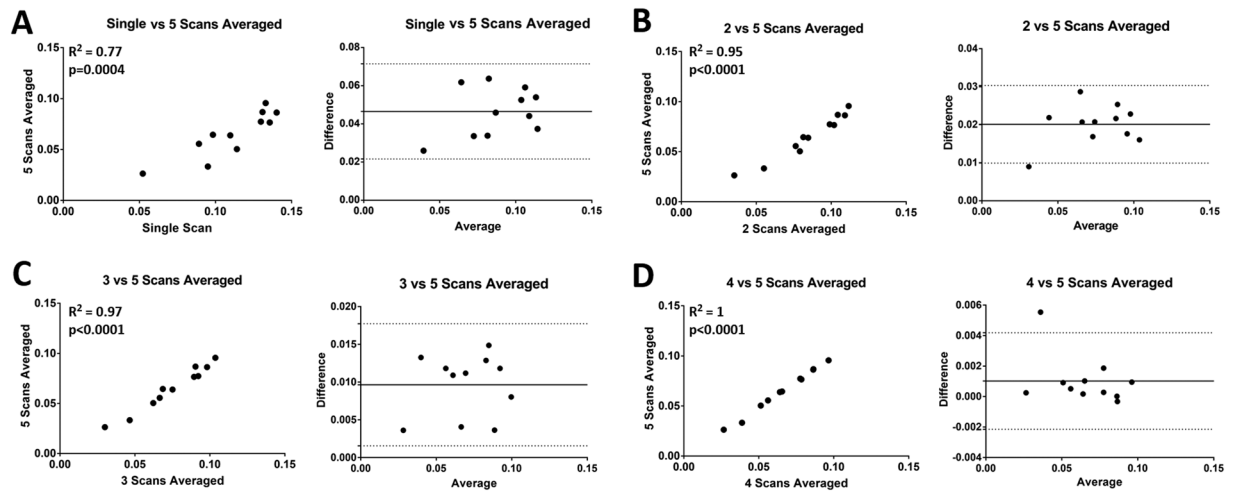 A
Single vs 5 Scans Averaged
R² = 0.77
p=0.0004
5 Scans Averaged
0.15
0.10
0.05
0.00
0.00 0.05 0.10 0.15
Single Scan
Single vs 5 Scans Averaged
Difference
0.08
0.06
0.04
0.02
0.00
0.00 0.05 0.10 0.15
Average
B
2 vs 5 Scans Averaged
R² = 0.95
p<0.0001
5 Scans Averaged
0.15
0.10
0.05
0.00
0.00 0.05 0.10 0.15
2 Scans Averaged
2 vs 5 Scans Averaged
Difference
0.04
0.03
0.02
0.01
0.00
0.00 0.05 0.10 0.15
Average
C
3 vs 5 Scans Averaged
R² = 0.97
p<0.0001
5 Scans Averaged
0.15
0.10
0.05
0.00
0.00 0.05 0.10 0.15
3 Scans Averaged
3 vs 5 Scans Averaged
Difference
0.020
0.015
0.010
0.005
0.000
0.00 0.05 0.10 0.15
Average
D
4 vs 5 Scans Averaged
R² = 1
p<0.0001
5 Scans Averaged
0.15
0.10
0.05
0.00
0.00 0.05 0.10 0.15
4 Scans Averaged
4 vs 5 Scans Averaged
Difference
0.006
0.004
0.002
0.000
-0.002
-0.004
0.00 0.05 0.10 0.15
Average